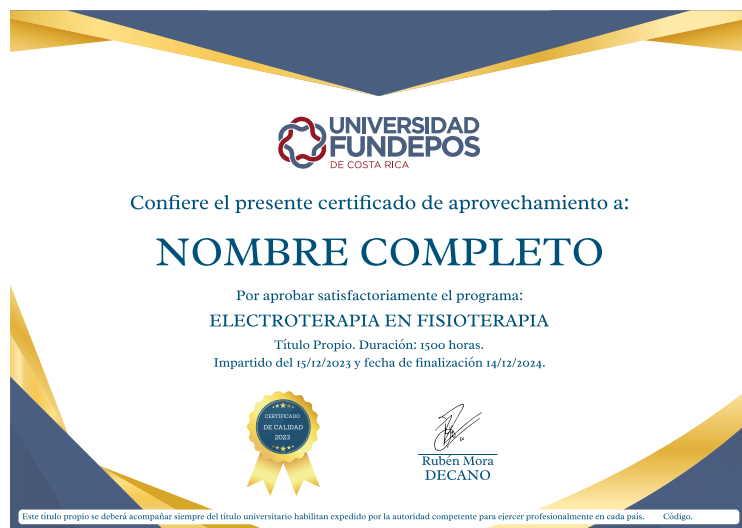 UNIVERSIDAD
FUNDEPOS
DE COSTA RICA
Confiere el presente certificado de aprovechamiento a:
NOMBRE COMPLETO
Por aprobar satisfactoriamente el programa:
ELECTROTERAPIA EN FISIOTERAPIA
Título Propio. Duración: 1500 horas.
Impartido del 15/12/2023 y fecha de finalización 14/12/2024.
CERTIFICADO
DE CALIDAD
2023
Rubén Mora
DECANO
Este título propio se deberá acompañar siempre del título universitario habilitan expedido por la autoridad competente para ejercer profesionalmente en cada país. Código.